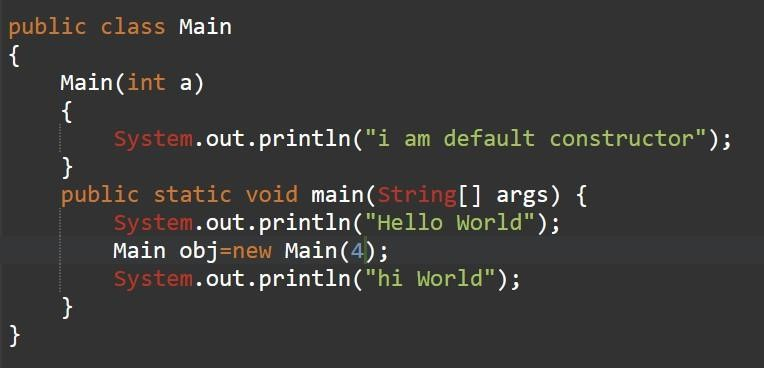 public class Main
{
    Main(int a)
    {
        System.out.println("i am default constructor");
    }
    public static void main(String[] args) {
        System.out.println("Hello World");
        Main obj=new Main(4);
        System.out.println("hi World");
    }
}